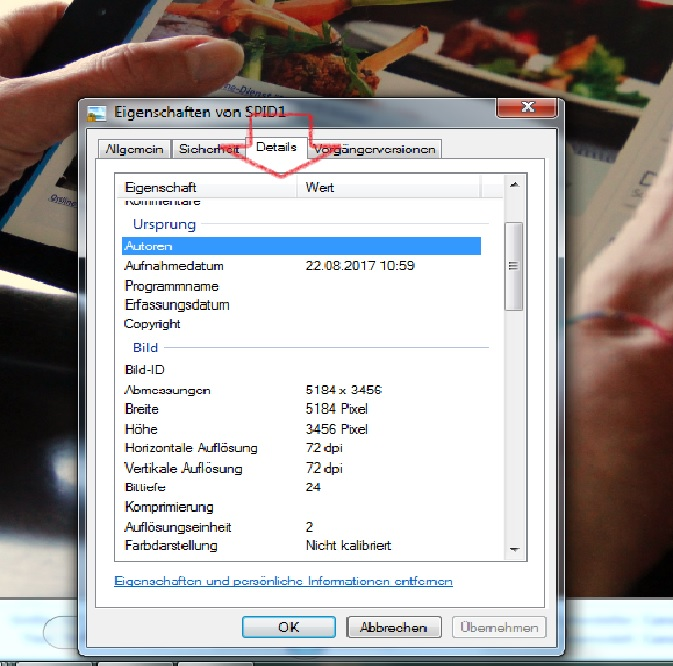 Eigenschaften von SPID1
Allgemein Sicherheit Details Vorgängerversionen
Eigenschaft Wert
Kommentare
Ursprung
Autoren
Aufnahmedatum 22.08.2017 10:59
Programmname
Erfassungsdatum
Copyright
Bild
Bild-ID
Abmessungen 5184 x 3456
Breite 5184 Pixel
Höhe 3456 Pixel
Horizontale Auflösung 72 dpi
Vertikale Auflösung 72 dpi
Bittiefe 24
Komprimierung
Auflösungseinheit 2
Farbdarstellung Nicht kalibriert
Eigenschaften und persönliche Informationen entfernen
OK Abbrechen Übernehmen